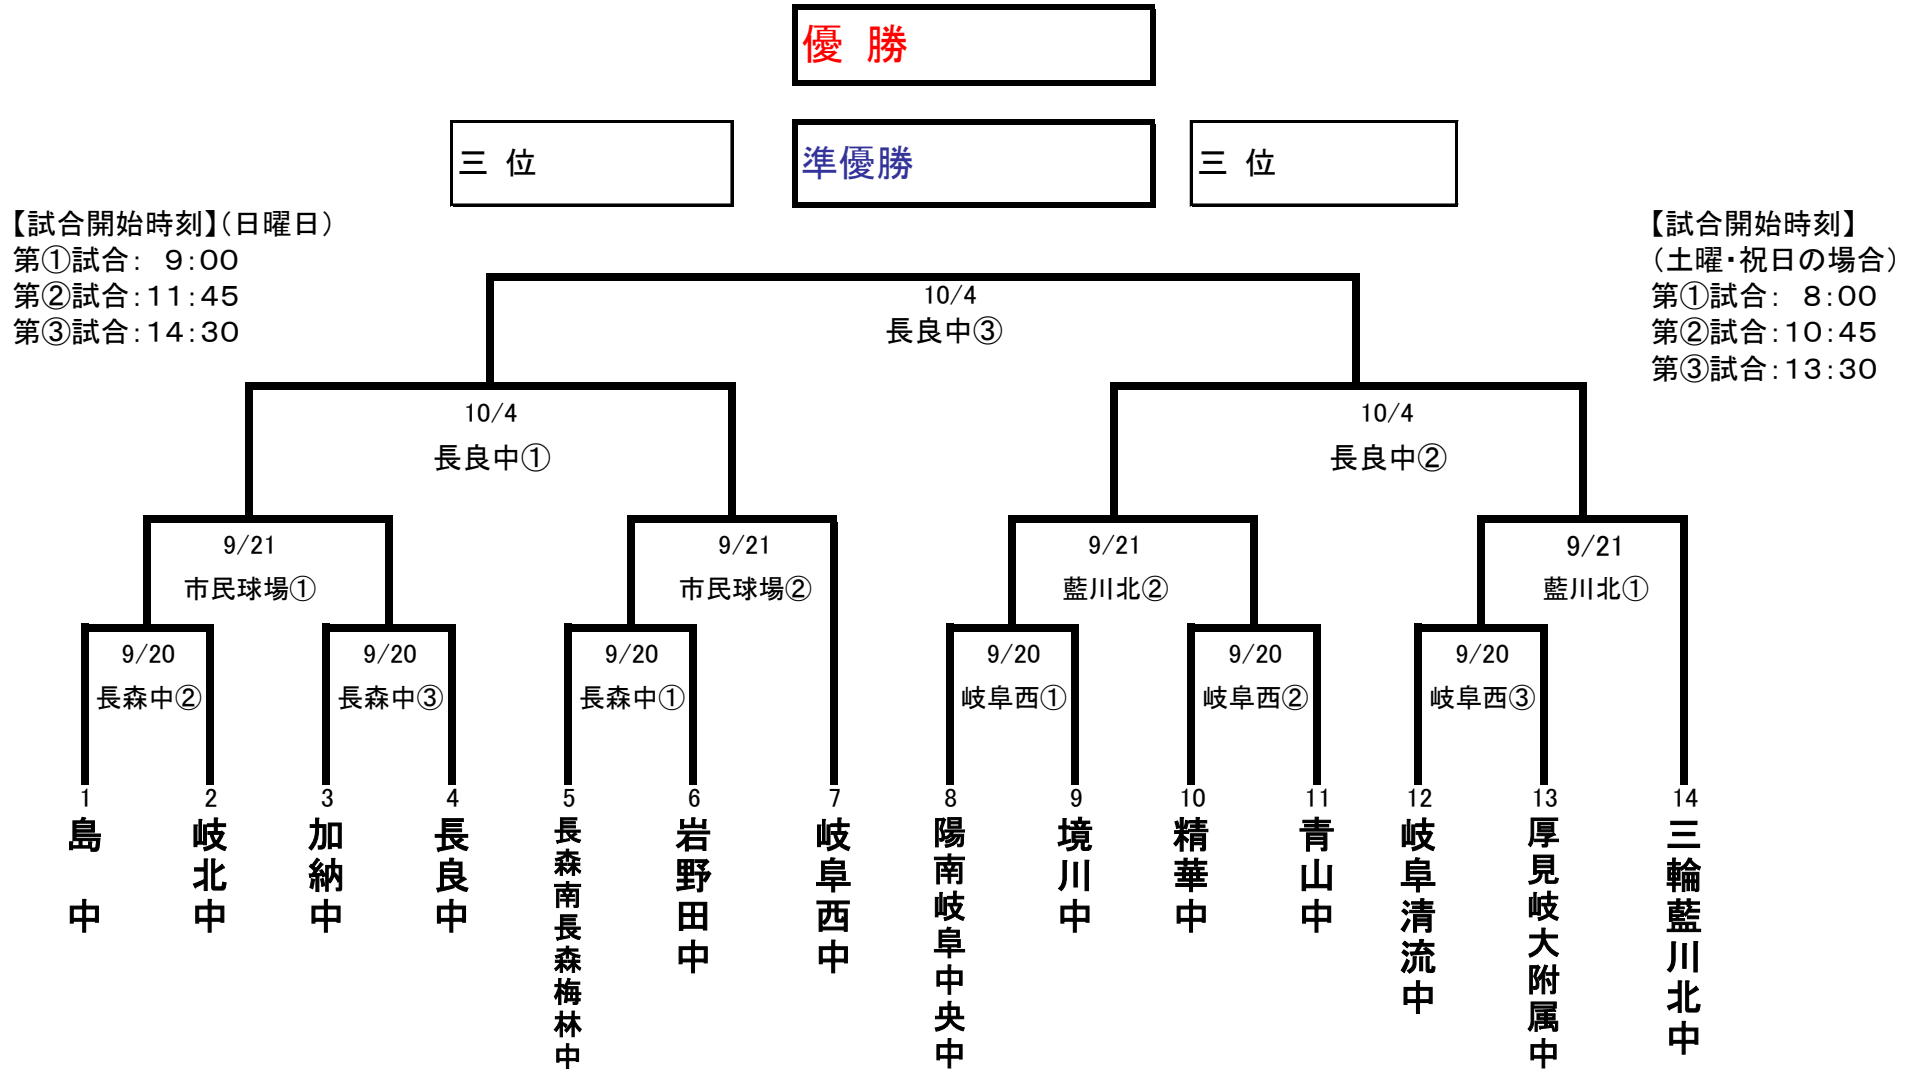 優 勝
三 位
準優勝
三 位
【試合開始時刻】（日曜日）
第①試合： 9：00
第②試合：11：45
第③試合：14：30
【試合開始時刻】
（土曜・祝日の場合）
第①試合： 8：00
第②試合：10：45
第③試合：13：30
10/4
長良中③
10/4
長良中①
10/4
長良中②
9/21
市民球場①
9/21
市民球場②
9/21
藍川北②
9/21
藍川北①
9/20
長森中②
9/20
長森中③
9/20
長森中①
9/20
岐阜西①
9/20
岐阜西②
9/20
岐阜西③
1
島 中
2
岐北中
3
加納中
4
長良中
5
長森南長森梅林中
6
岩野田中
7
岐阜西中
8
陽南岐阜中央中
9
境川中
10
精華中
11
青山中
12
岐阜清流中
13
厚見岐大附属中
14
三輪藍川北中